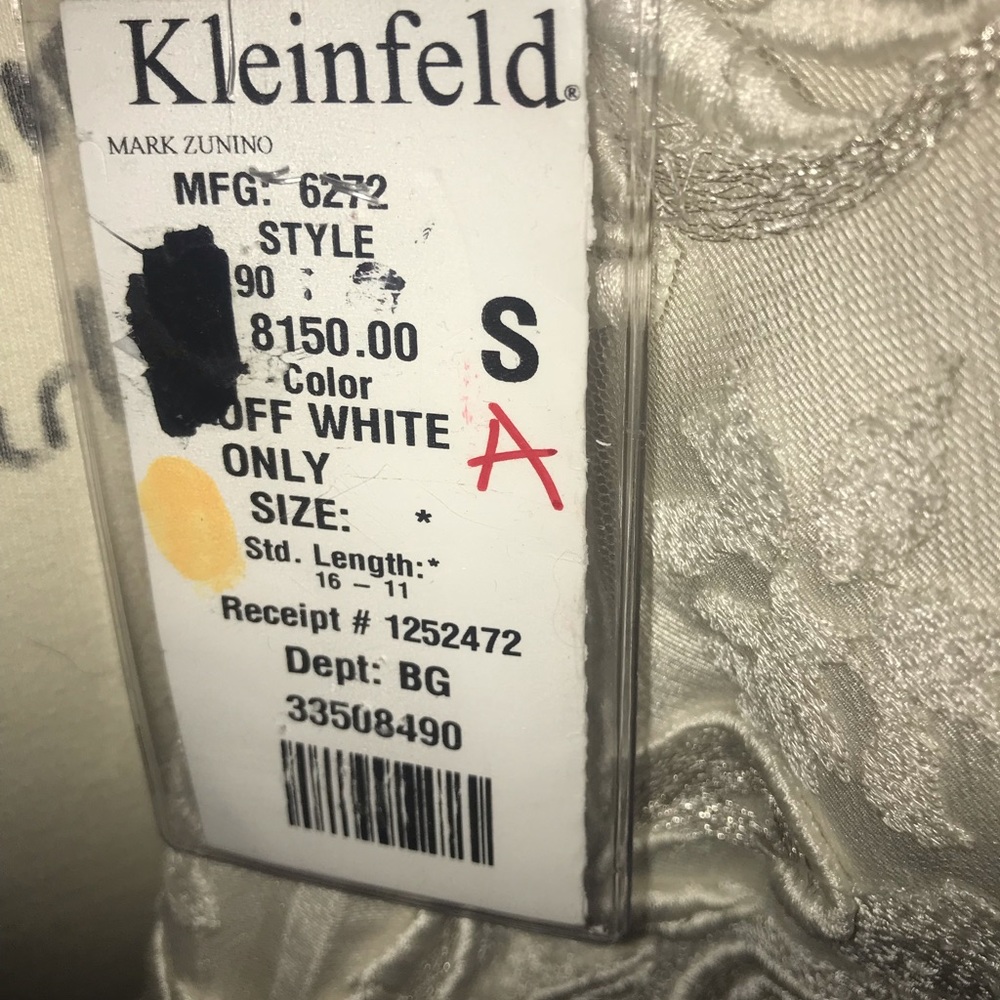 Kleinfeld®
MARK ZUNINO
MFG: 6272
STYLE
90 :
8150.00
S
Color
A
OFF WHITE
ONLY
SIZE: *
Std. Length:*
16 – 11
Receipt # 1252472
Dept: BG
33508490